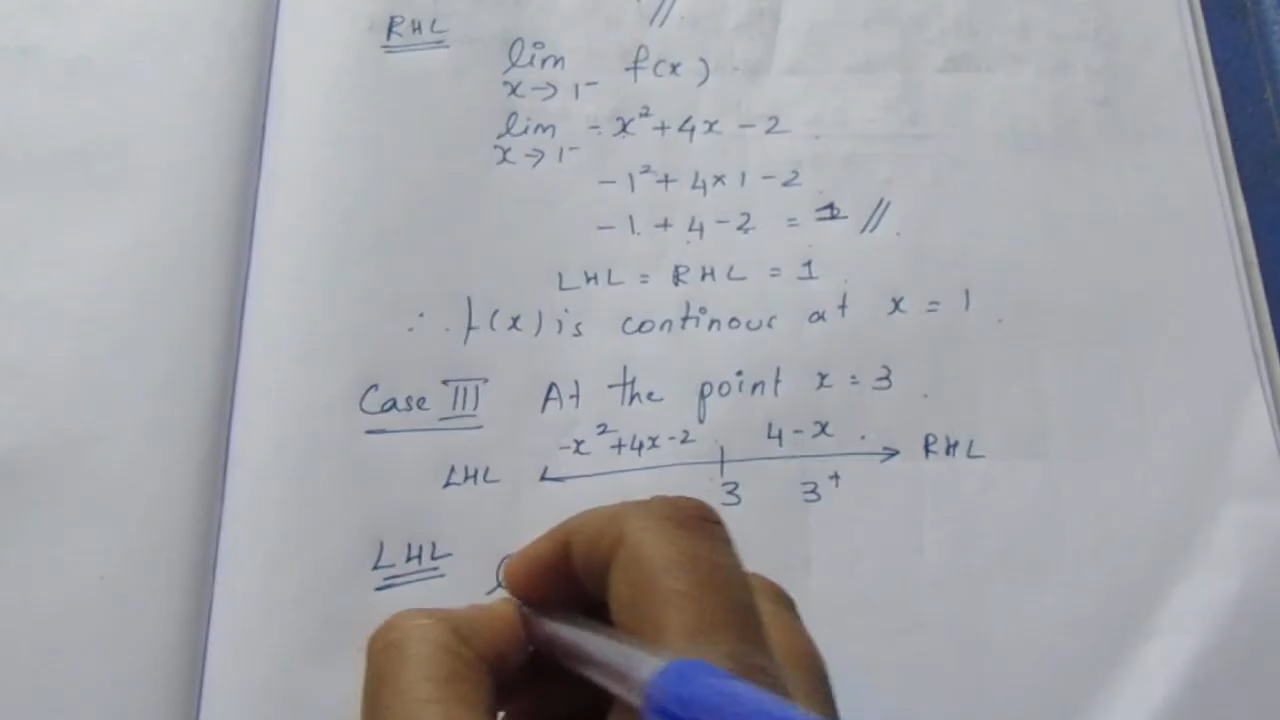 //
RHL
lim f(x)
x→1⁻
lim -x²+4x-2
x→1⁻
-1²+4×1-2
-1+4-2 = 1 //
LHL = RHL = 1
∴ f(x) is continour at x = 1.
Case III At the point x = 3.
-x²+4x-2 4-x
LHL RHL
3 3⁺
LHL l